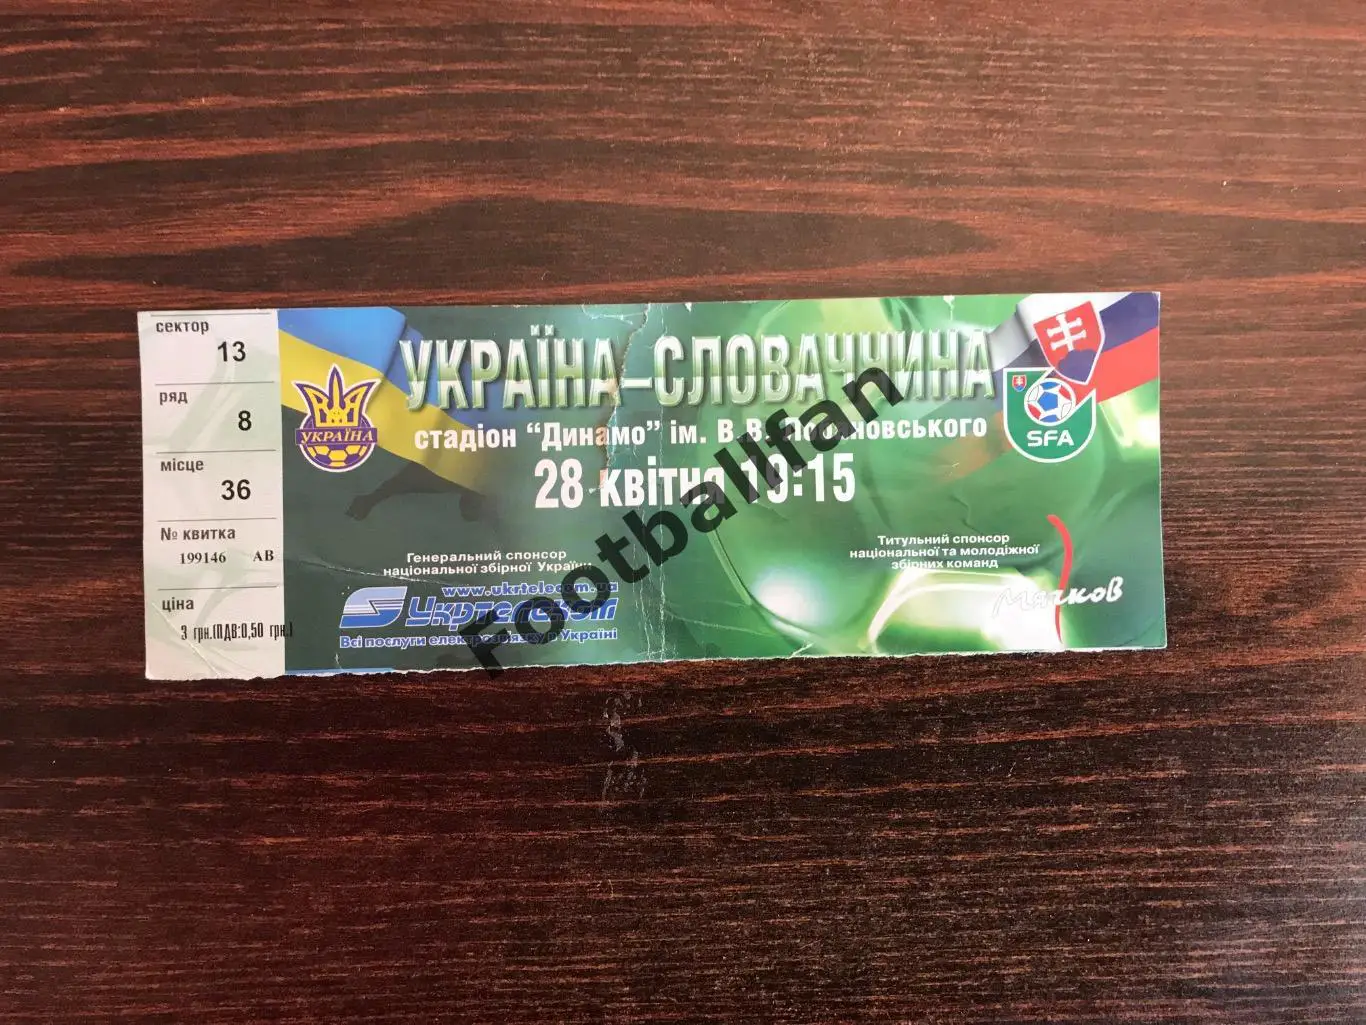 сектор
13
ряд
8
місце
36
№ квитка
199146 АВ
ціна
3 грн.(ПДВ:0,50 грн.)
УКРАЇНА–СЛОВАЧЧИНА
стадіон “Динамо” ім. В.В.
28 квітня 19:15
УКРАЇНА
SFA
Генеральний спонсор
національної збірної України
www.ukrtelecom.ua
Укртелеком
Всі послуги електрозв'язку в Україні
Титульний спонсор
національної та молодіжної
збірних команд
Мячков
Footballfan